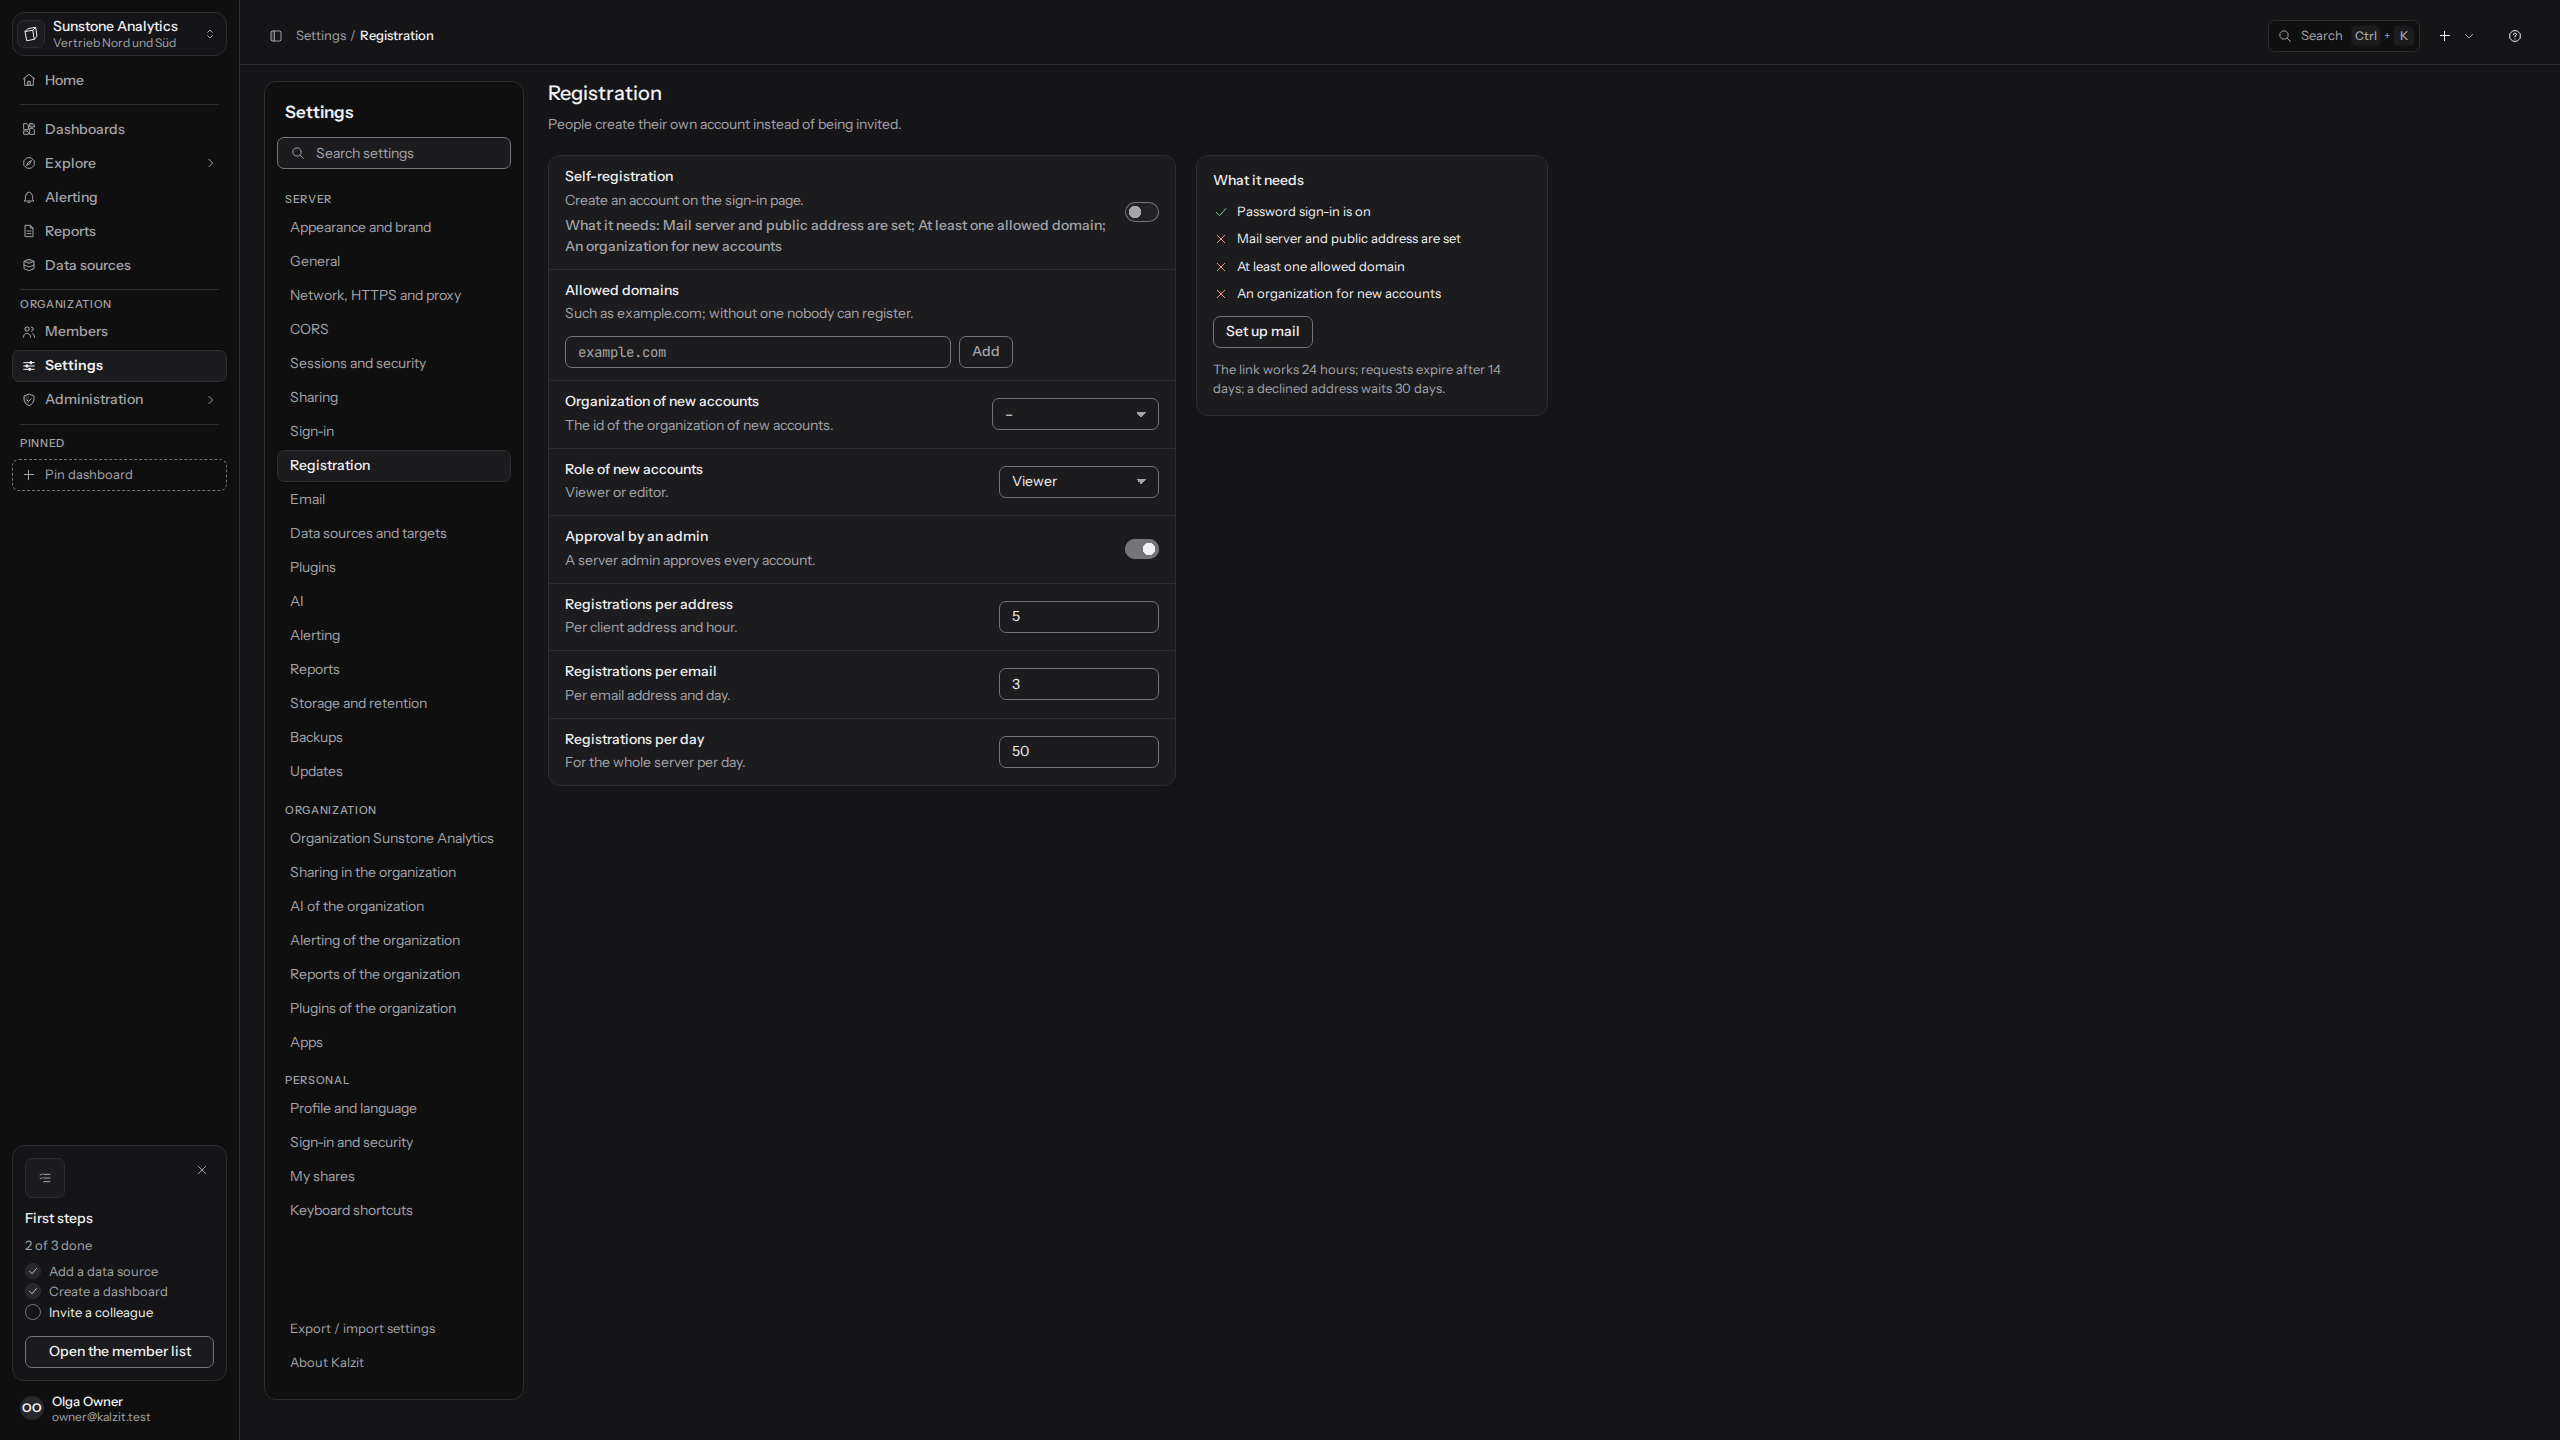 Sunstone Analytics
Vertrieb Nord und Süd
Home
Dashboards
Explore
Alerting
Reports
Data sources
ORGANIZATION
Members
Settings
Administration
PINNED
Pin dashboard
First steps
2 of 3 done
Add a data source
Create a dashboard
Invite a colleague
Open the member list
OO
Olga Owner
owner@kalzit.test
Settings / Registration
Search Ctrl + K
Settings
Search settings
SERVER
Appearance and brand
General
Network, HTTPS and proxy
CORS
Sessions and security
Sharing
Sign-in
Registration
Email
Data sources and targets
Plugins
AI
Alerting
Reports
Storage and retention
Backups
Updates
ORGANIZATION
Organization Sunstone Analytics
Sharing in the organization
AI of the organization
Alerting of the organization
Reports of the organization
Plugins of the organization
Apps
PERSONAL
Profile and language
Sign-in and security
My shares
Keyboard shortcuts
Export / import settings
About Kalzit
Registration
People create their own account instead of being invited.
Self-registration
Create an account on the sign-in page.
What it needs: Mail server and public address are set; At least one allowed domain;
An organization for new accounts
Allowed domains
Such as example.com; without one nobody can register.
example.com
Add
Organization of new accounts
The id of the organization of new accounts.
–
Role of new accounts
Viewer or editor.
Viewer
Approval by an admin
A server admin approves every account.
Registrations per address
Per client address and hour.
5
Registrations per email
Per email address and day.
3
Registrations per day
For the whole server per day.
50
What it needs
Password sign-in is on
Mail server and public address are set
At least one allowed domain
An organization for new accounts
Set up mail
The link works 24 hours; requests expire after 14
days; a declined address waits 30 days.